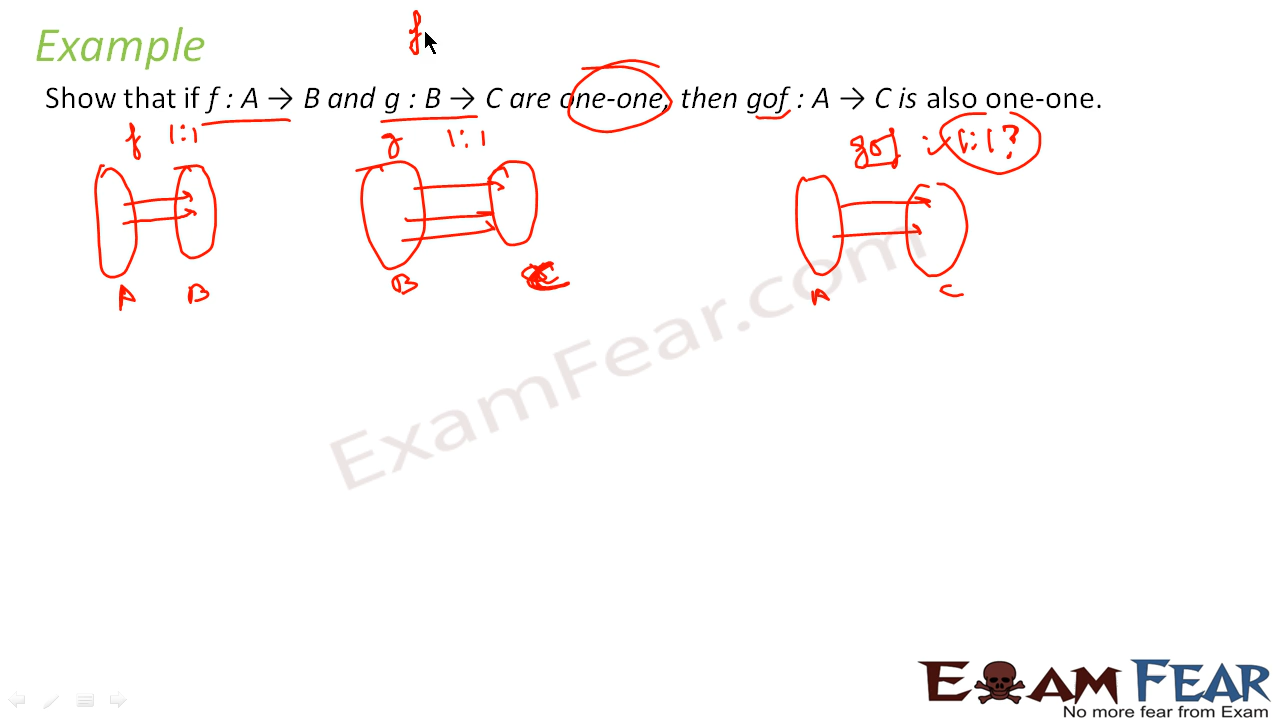 Example
f
Show that if f : A → B and g : B → C are one-one, then gof : A → C is also one-one.
f 1:1 g 1:1 gof : 1:1?
A B B C A C
ExamFear.com
EXAM FEAR
No more fear from Exam